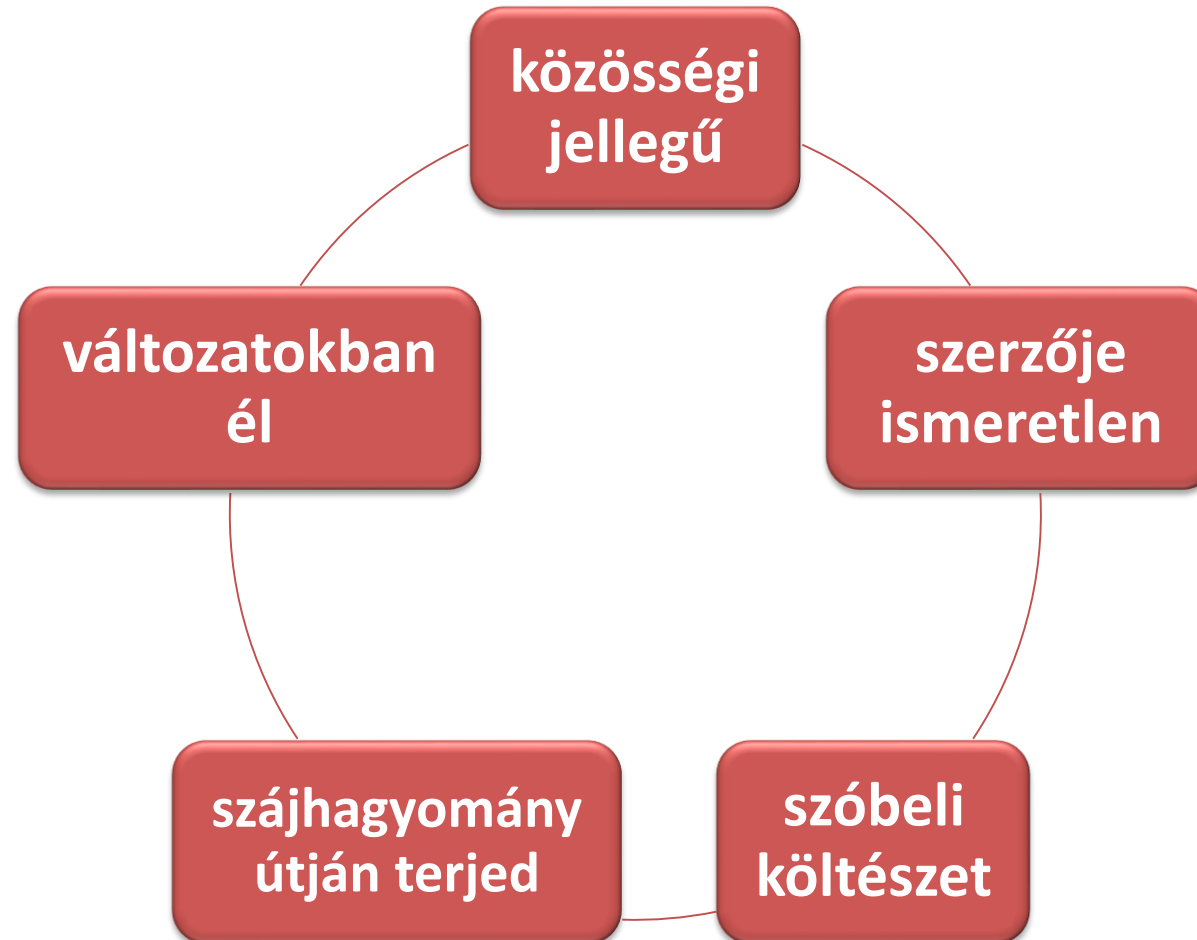 közösségi
jellegű
szerzője
ismeretlen
szóbeli
költészet
szájhagyomány
útján terjed
változatokban
él